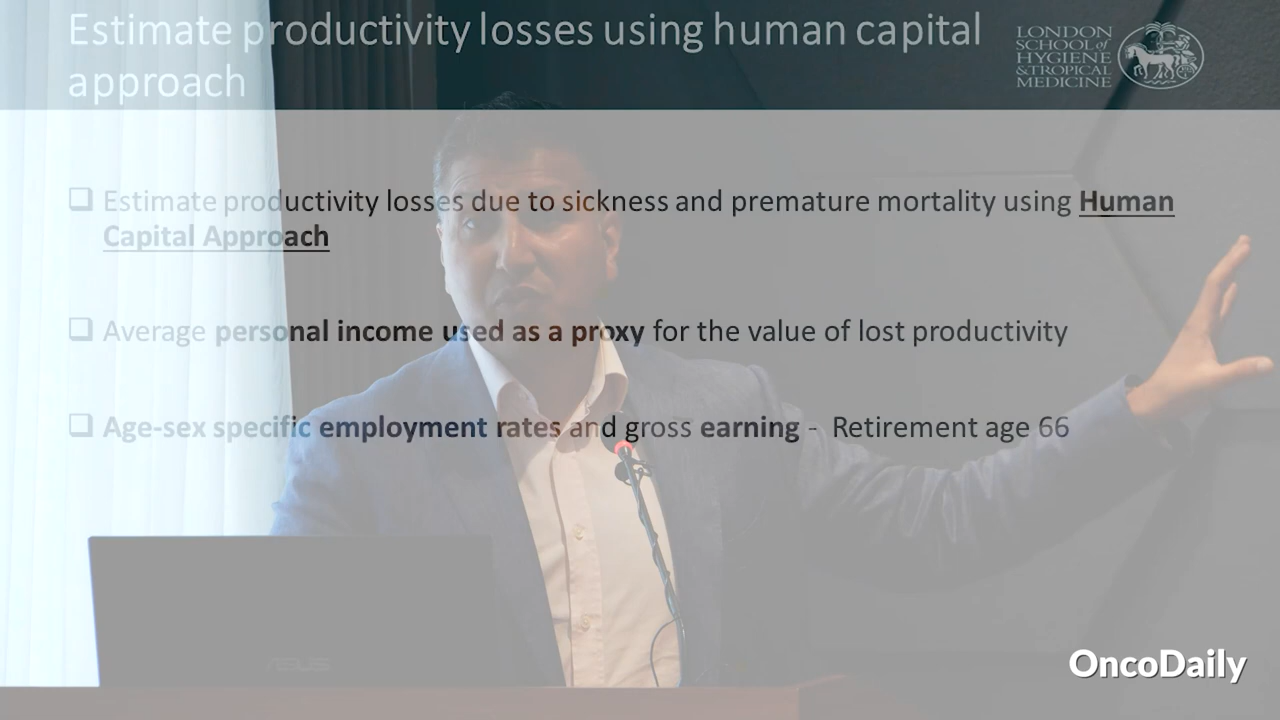 Estimate productivity losses using human capital
approach
LONDON
SCHOOL of
HYGIENE
& TROPICAL
MEDICINE
❑ Estimate productivity losses due to sickness and premature mortality using Human
Capital Approach
❑ Average personal income used as a proxy for the value of lost productivity
❑ Age-sex specific employment rates and gross earning - Retirement age 66
ASUS
OncoDaily